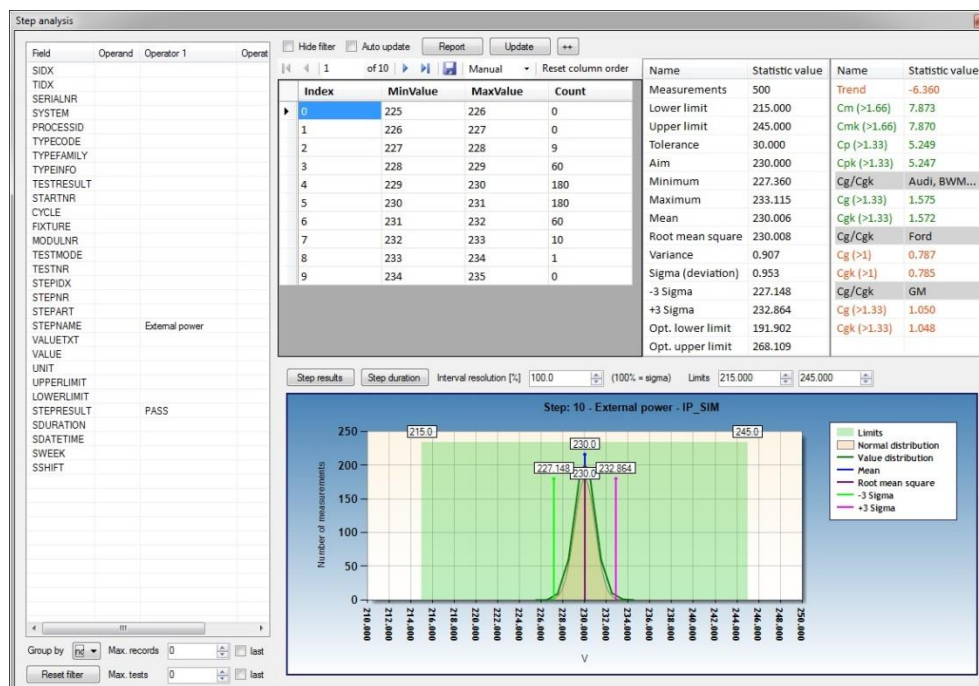 Step analysis
Field Operand Operator 1 Operat
SIDX
TIDX
SERIALNR
SYSTEM
PROCESSID
TYPECODE
TYPEFAMILY
TYPEINFO
TESTRESULT
STARTNR
CYCLE
FIXTURE
MODULNR
TESTMODE
TESTNR
STEPIDX
STEPNR
STEPART
STEPNAME External power
VALUETXT
VALUE
UNIT
UPPERLIMIT
LOWERLIMIT
STEPRESULT PASS
SDURATION
SDATETIME
SWEEK
SSHIFT
Group by Max. records 0 last
Reset filter Max. tests 0 last
Hide filter Auto update Report Update ++
1 of 10 Manual Reset column order
Index MinValue MaxValue Count
0 225 226 0
1 226 227 0
2 227 228 9
3 228 229 60
4 229 230 180
5 230 231 180
6 231 232 60
7 232 233 10
8 233 234 1
9 234 235 0
Name Statistic value
Measurements 500
Lower limit 215.000
Upper limit 245.000
Tolerance 30.000
Aim 230.000
Minimum 227.360
Maximum 233.115
Mean 230.006
Root mean square 230.008
Variance 0.907
Sigma (deviation) 0.953
-3 Sigma 227.148
+3 Sigma 232.864
Opt. lower limit 191.902
Opt. upper limit 268.109
Name Statistic value
Trend -6.360
Cm (>1.66) 7.873
Cmk (>1.66) 7.870
Cp (>1.33) 5.249
Cpk (>1.33) 5.247
Cg/Cgk Audi, BWM...
Cg (>1.33) 1.575
Cgk (>1.33) 1.572
Cg/Cgk Ford
Cg (>1) 0.787
Cgk (>1) 0.785
Cg/Cgk GM
Cg (>1.33) 1.050
Cgk (>1.33) 1.048
Step results Step duration Interval resolution [%] 100.0 (100% = sigma) Limits 215.000 245.000
Step: 10 - External power - IP_SIM
Number of measurements
250
200
150
100
50
0
215.0 245.0
230.0
227.148 230.0 232.864
210.000 212.000 214.000 216.000 218.000 220.000 222.000 224.000 226.000 228.000 230.000 232.000 234.000 236.000 238.000 240.000 242.000 244.000 246.000 248.000 250.000
V
Limits
Normal distribution
Value distribution
Mean
Root mean square
-3 Sigma
+3 Sigma